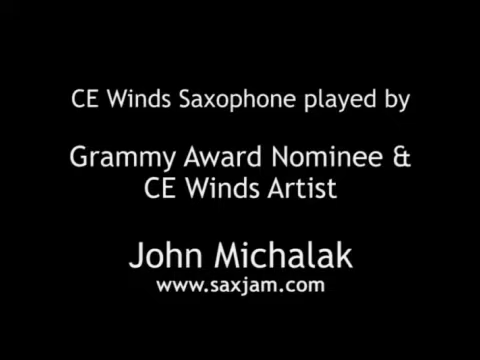 CE Winds Saxophone played by
Grammy Award Nominee &
CE Winds Artist
John Michalak
www.saxjam.com